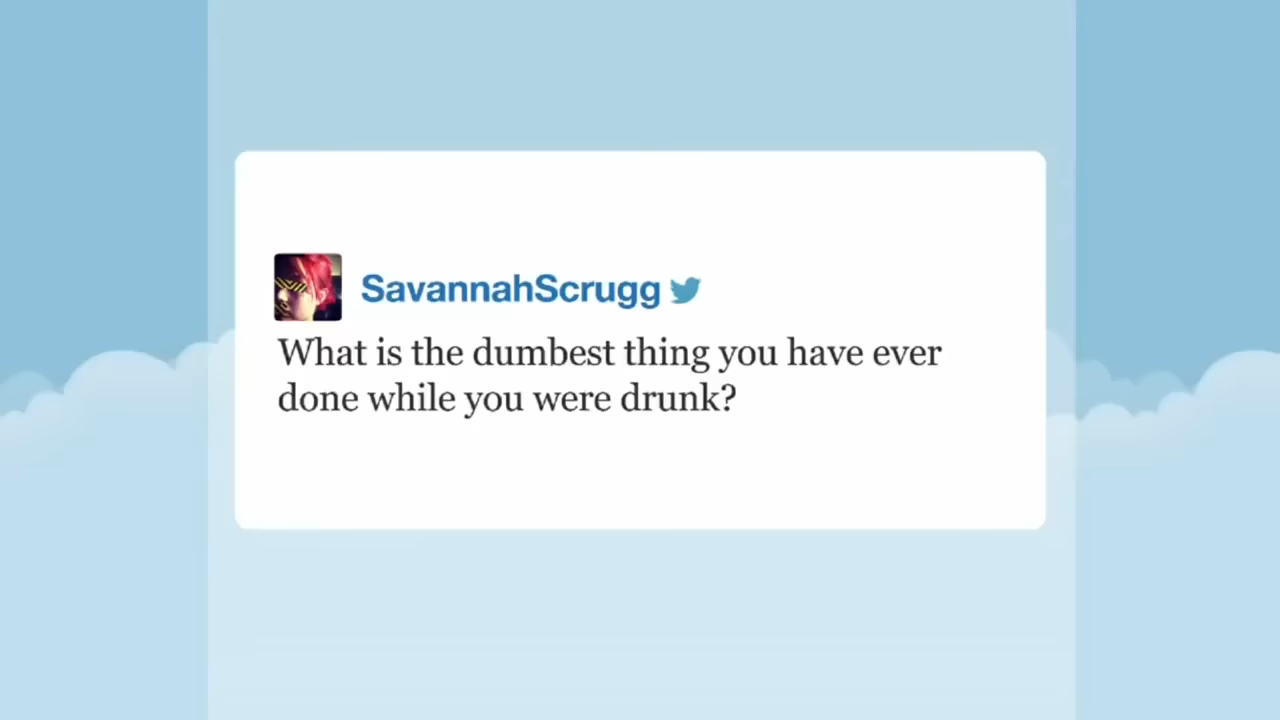 SavannahScrugg
What is the dumbest thing you have ever
done while you were drunk?